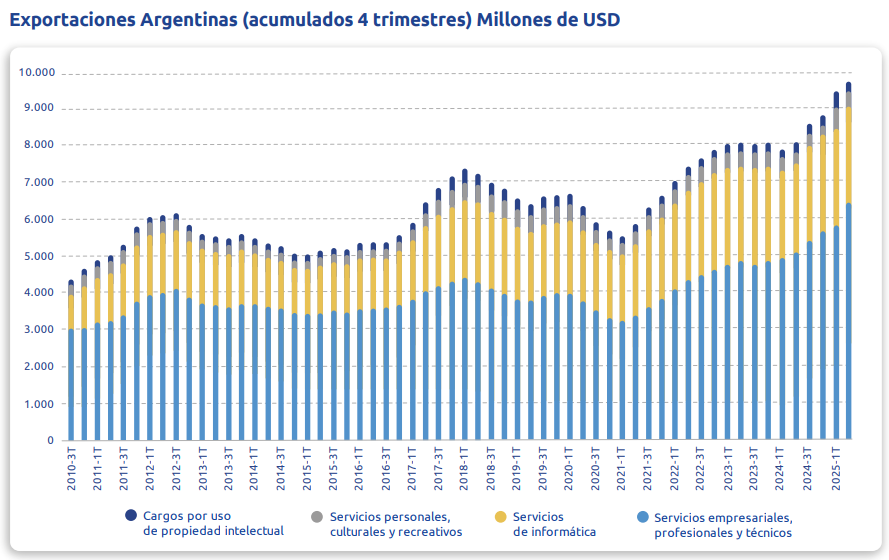 Exportaciones Argentinas (acumulados 4 trimestres) Millones de USD
10.000
9.000
8.000
7.000
6.000
5.000
4.000
3.000
2.000
1.000
0
2010-3T
2011-1T
2011-3T
2012-1T
2012-3T
2013-1T
2013-3T
2014-1T
2014-3T
2015-1T
2015-3T
2016-1T
2016-3T
2017-1T
2017-3T
2018-1T
2018-3T
2019-1T
2019-3T
2020-1T
2020-3T
2021-1T
2021-3T
2022-1T
2022-3T
2023-1T
2023-3T
2024-1T
2024-3T
2025-1T
Cargos por uso
de propiedad intelectual
Servicios personales,
culturales y recreativos
Servicios
de informática
Servicios empresariales,
profesionales y técnicos